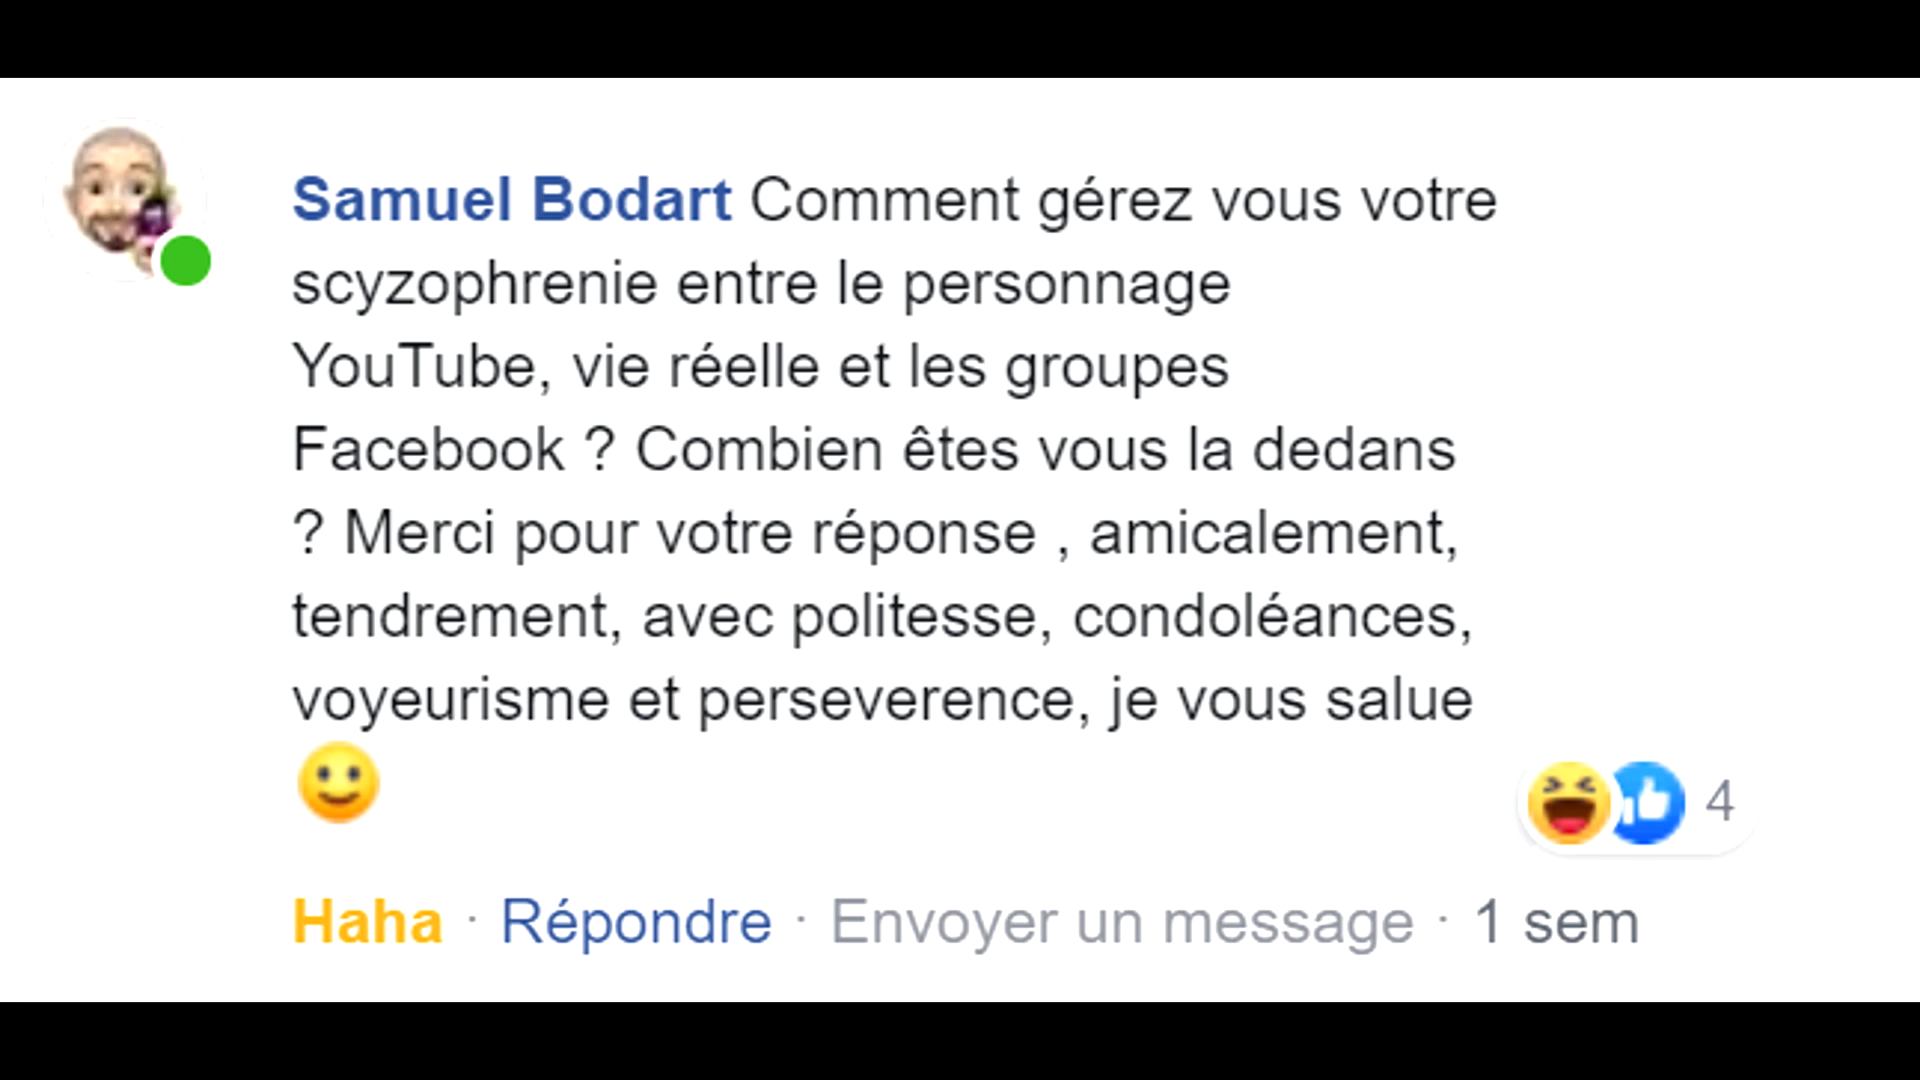 Samuel Bodart Comment gérez vous votre
scyzophrenie entre le personnage
YouTube, vie réelle et les groupes
Facebook ? Combien êtes vous la dedans
? Merci pour votre réponse , amicalement,
tendrement, avec politesse, condoléances,
voyeurisme et perseverence, je vous salue
🙂
4
Haha · Répondre · Envoyer un message · 1 sem